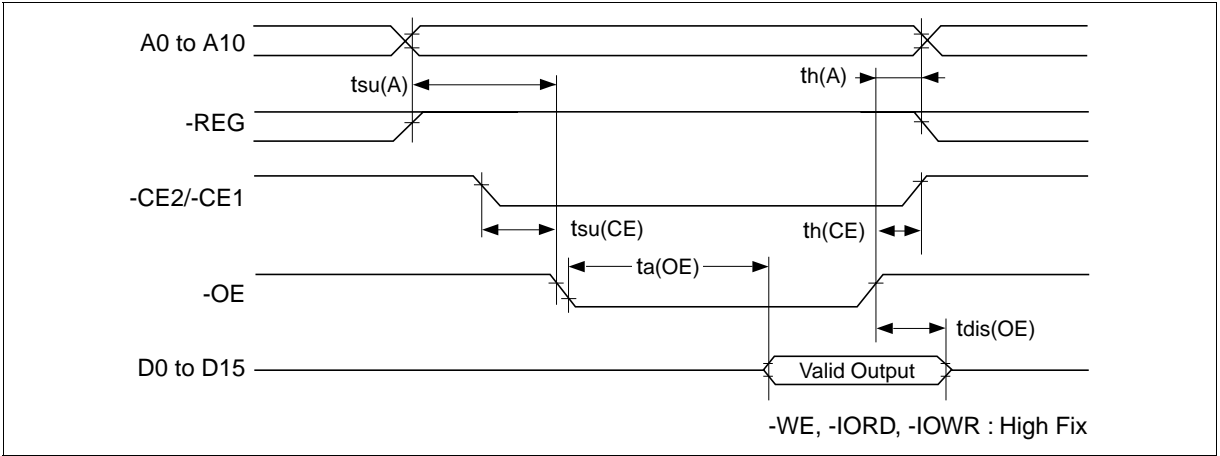 A0 to A10
tsu(A)
th(A)
-REG
-CE2/-CE1
tsu(CE)
th(CE)
ta(OE)
-OE
tdis(OE)
D0 to D15
Valid Output
-WE, -IORD, -IOWR : High Fix